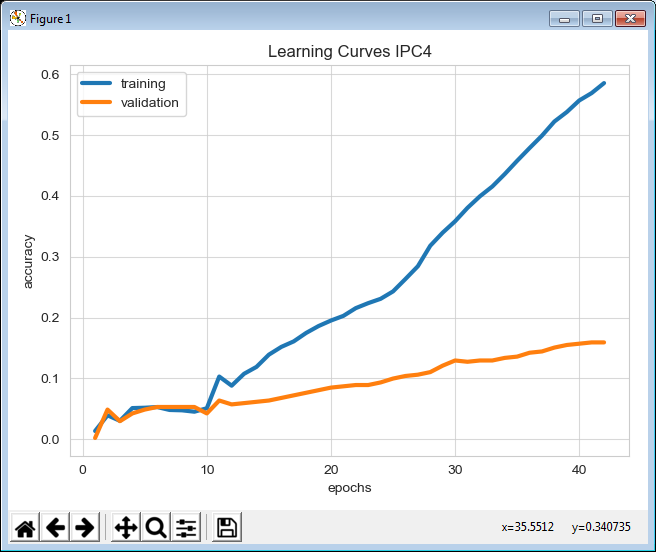 Figure 1
Learning Curves IPC4
training
validation
accuracy
0.6
0.5
0.4
0.3
0.2
0.1
0.0
0 10 20 30 40
epochs
x=35.5512 y=0.340735